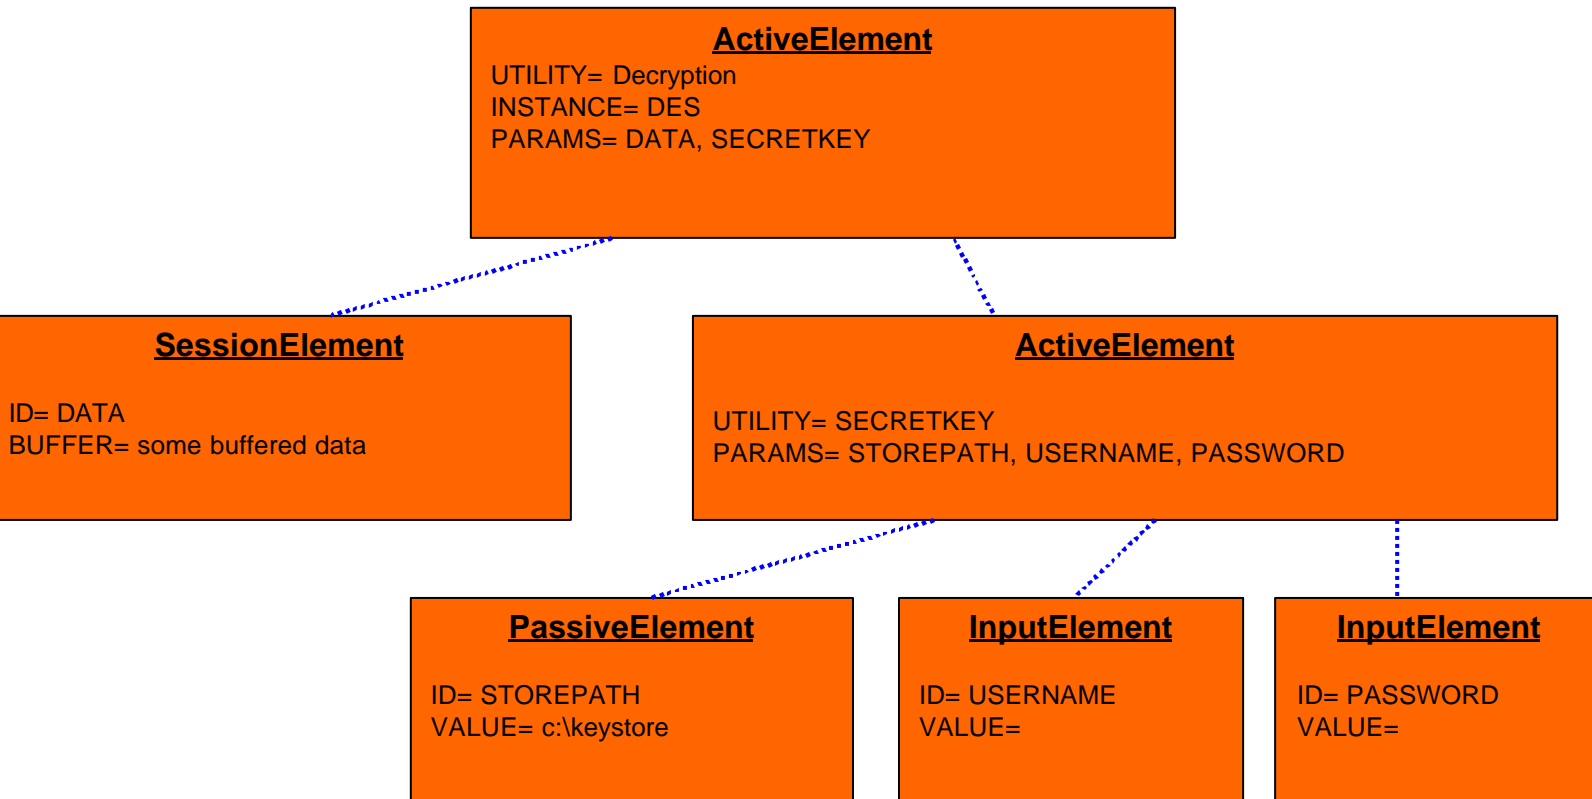 ActiveElement
UTILITY= Decryption
INSTANCE= DES
PARAMS= DATA, SECRETKEY
SessionElement
ID= DATA
BUFFER= some buffered data
ActiveElement
UTILITY= SECRETKEY
PARAMS= STOREPATH, USERNAME, PASSWORD
PassiveElement
ID= STOREPATH
VALUE= c:\keystore
InputElement
ID= USERNAME
VALUE=
InputElement
ID= PASSWORD
VALUE=